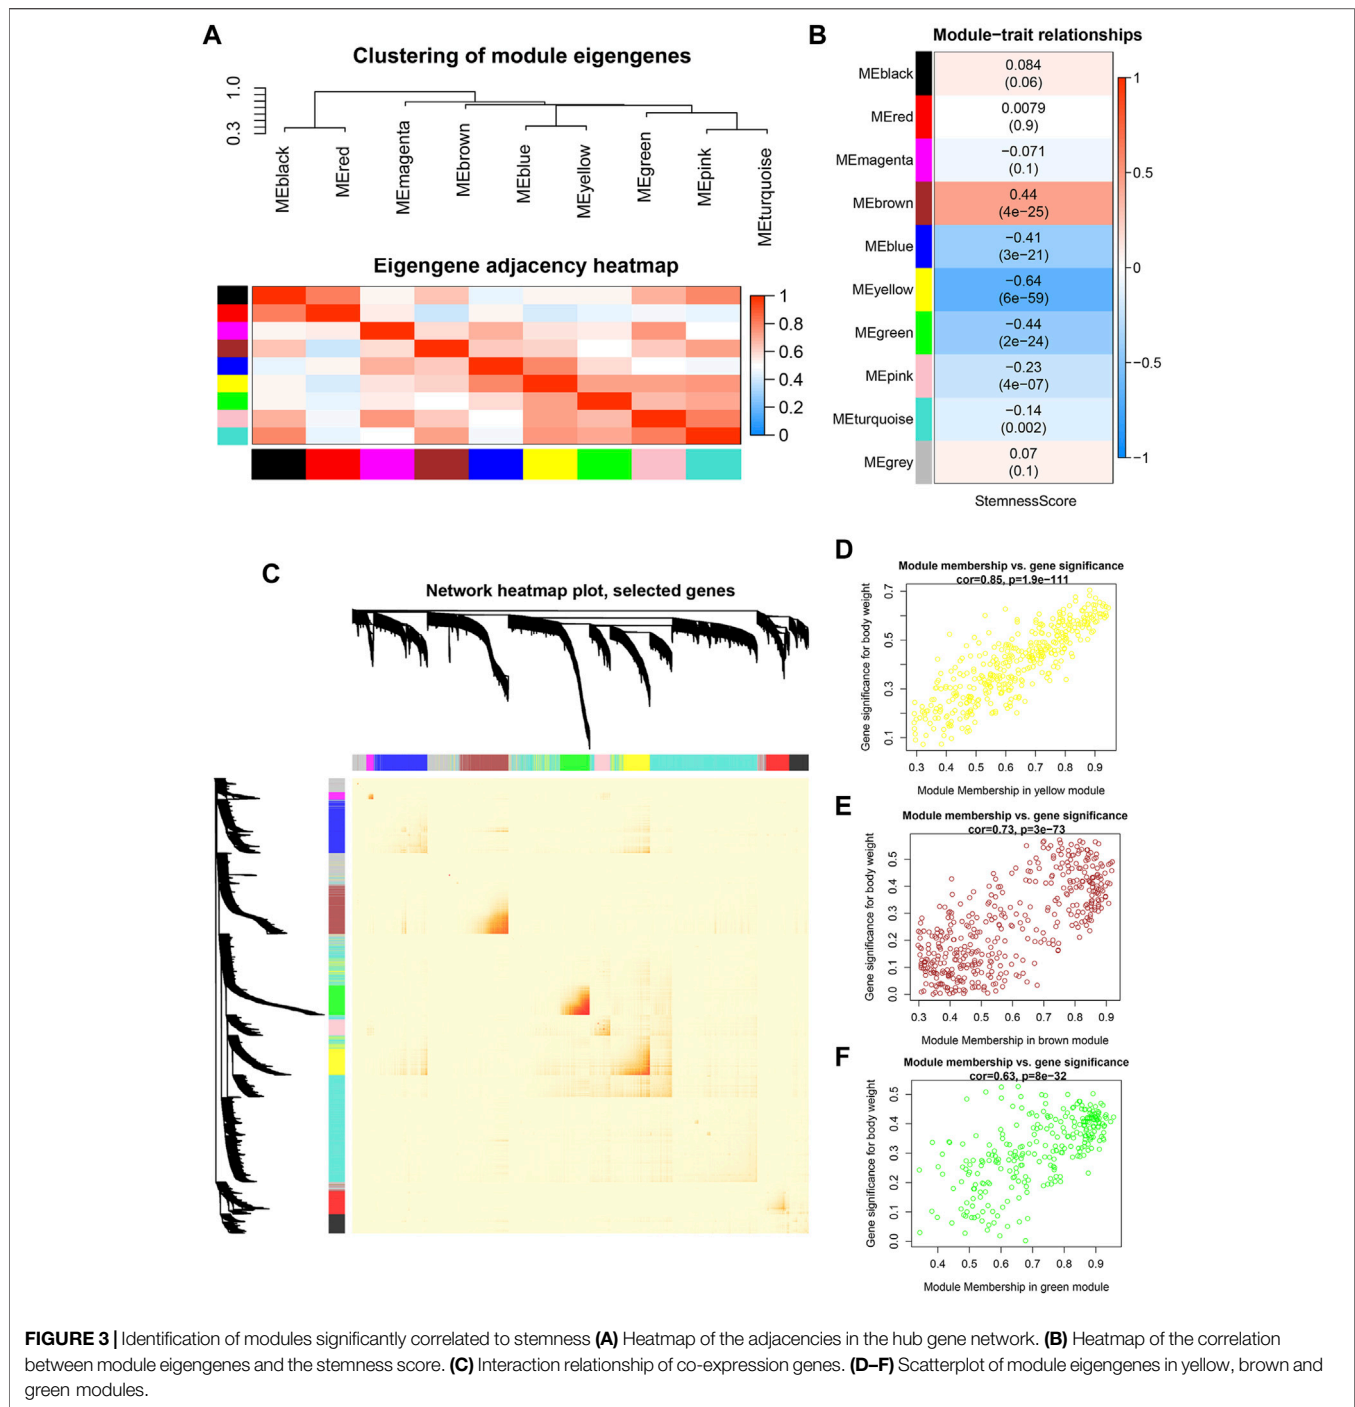 A
Clustering of module eigengenes
1.0
0.3
MEblack
MEred
MEmagenta
MEbrown
MEblue
MEyellow
MEgreen
MEpink
MEturquoise
Eigengene adjacency heatmap
1
0.8
0.6
0.4
0.2
0
B
Module-trait relationships
MEblack
0.084
(0.06)
MEred
0.0079
(0.9)
MEmagenta
−0.071
(0.1)
MEbrown
0.44
(4e−25)
MEblue
−0.41
(3e−21)
MEyellow
−0.64
(6e−59)
MEgreen
−0.44
(2e−24)
MEpink
−0.23
(4e−07)
MEturquoise
−0.14
(0.002)
MEgrey
0.07
(0.1)
StemnessScore
1
0.5
0
−0.5
−1
C
Network heatmap plot, selected genes
D
Module membership vs. gene significance
cor=0.85, p=1.9e−111
Gene significance for body weight
0.7
0.5
0.3
0.1
0.3 0.4 0.5 0.6 0.7 0.8 0.9
Module Membership in yellow module
E
Module membership vs. gene significance
cor=0.73, p=3e−73
Gene significance for body weight
0.5
0.4
0.3
0.2
0.1
0.0
0.3 0.4 0.5 0.6 0.7 0.8 0.9
Module Membership in brown module
F
Module membership vs. gene significance
cor=0.63, p=8e−32
Gene significance for body weight
0.5
0.4
0.3
0.2
0.1
0.0
0.4 0.5 0.6 0.7 0.8 0.9
Module Membership in green module
FIGURE 3 | Identification of modules significantly correlated to stemness (A) Heatmap of the adjacencies in the hub gene network. (B) Heatmap of the correlation
between module eigengenes and the stemness score. (C) Interaction relationship of co-expression genes. (D–F) Scatterplot of module eigengenes in yellow, brown and
green modules.